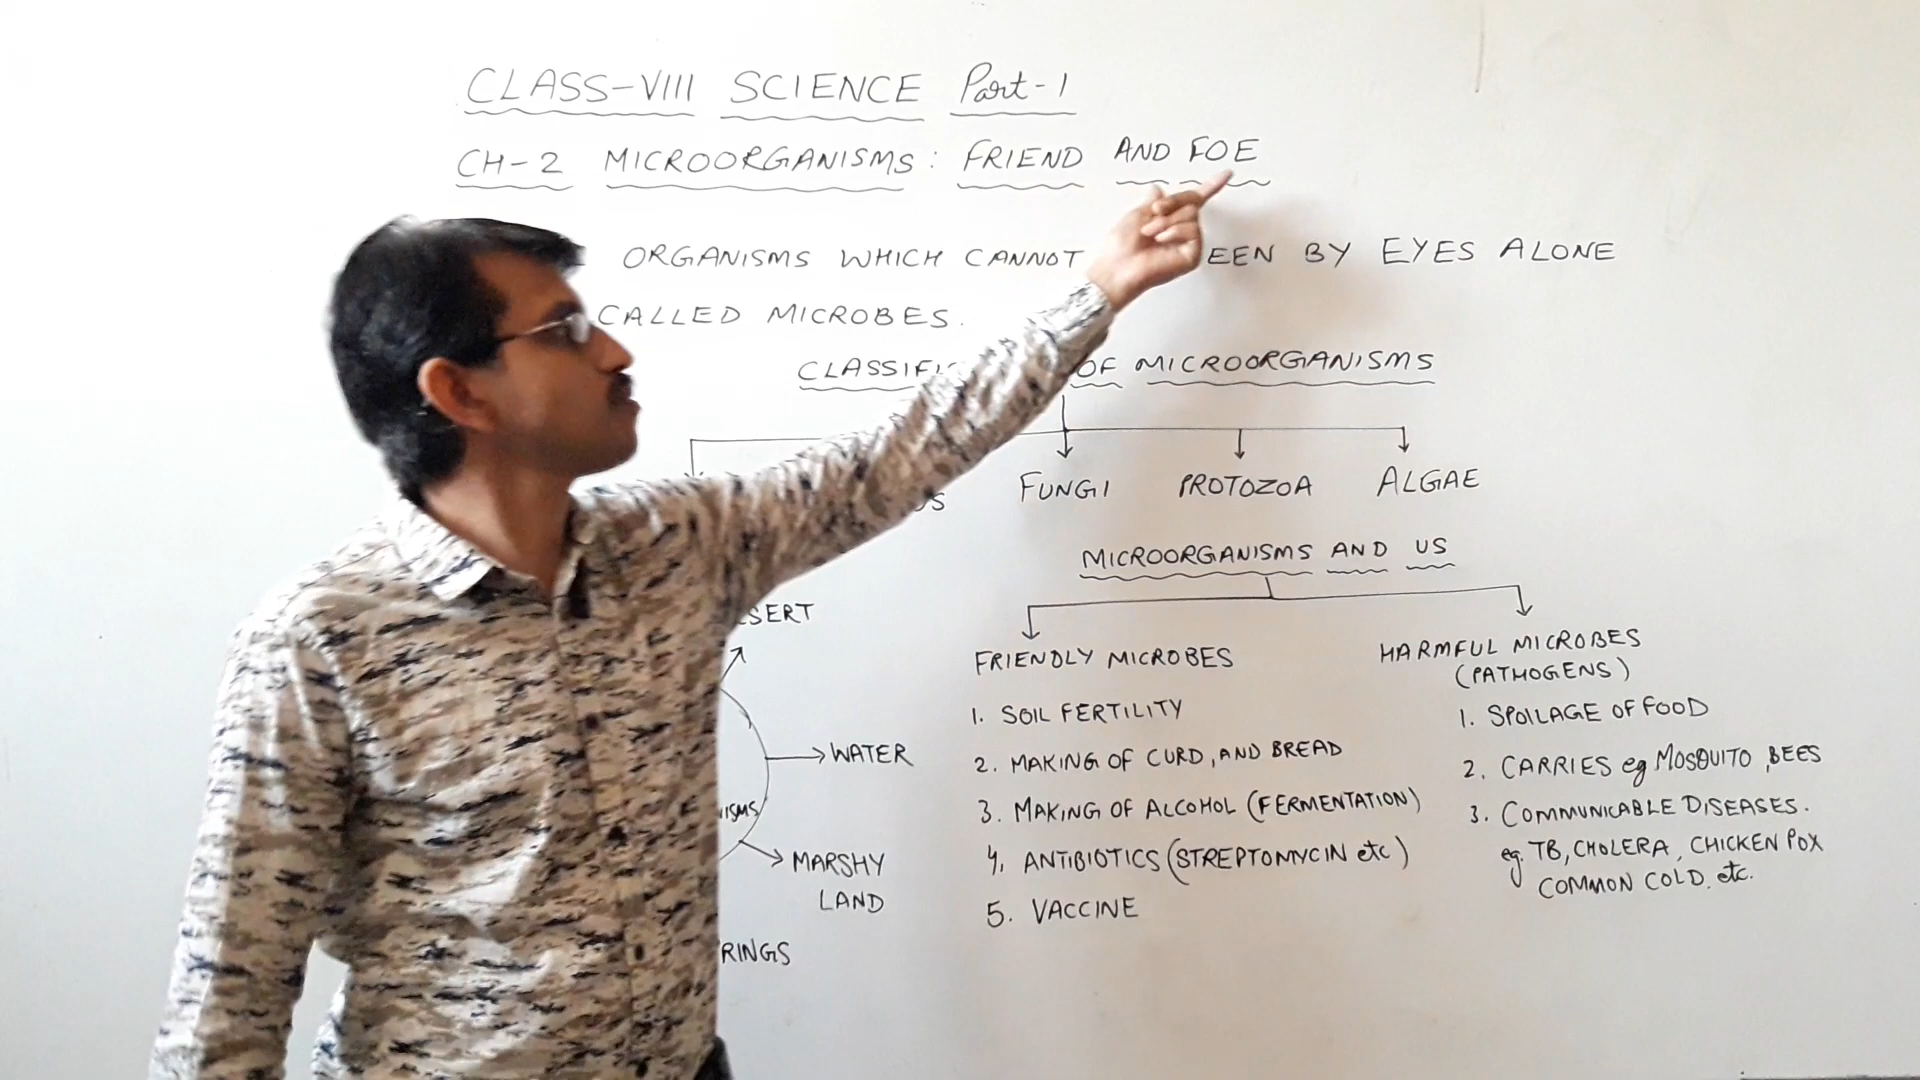 CLASS-VIII SCIENCE Part-1
CH-2 MICROORGANISMS: FRIEND AND FOE
ORGANISMS WHICH CANNOT EEN BY EYES ALONE
CALLED MICROBES.
CLASSIFI OF MICROORGANISMS
US FUNGI PROTOZOA ALGAE
MICROORGANISMS AND US
FRIENDLY MICROBES
1. SOIL FERTILITY
2. MAKING OF CURD, AND BREAD
3. MAKING OF ALCOHOL (FERMENTATION)
4, ANTIBIOTICS (STREPTOMYCIN etc)
5. VACCINE
HARMFUL MICROBES
(PATHOGENS)
1. SPOILAGE OF FOOD
2. CARRIES eg MOSQUITO, BEES
3. COMMUNICABLE DISEASES.
eg. TB, CHOLERA, CHICKEN POX
COMMON COLD. etc.
SERT
WATER
ISMS
MARSHY
LAND
RINGS